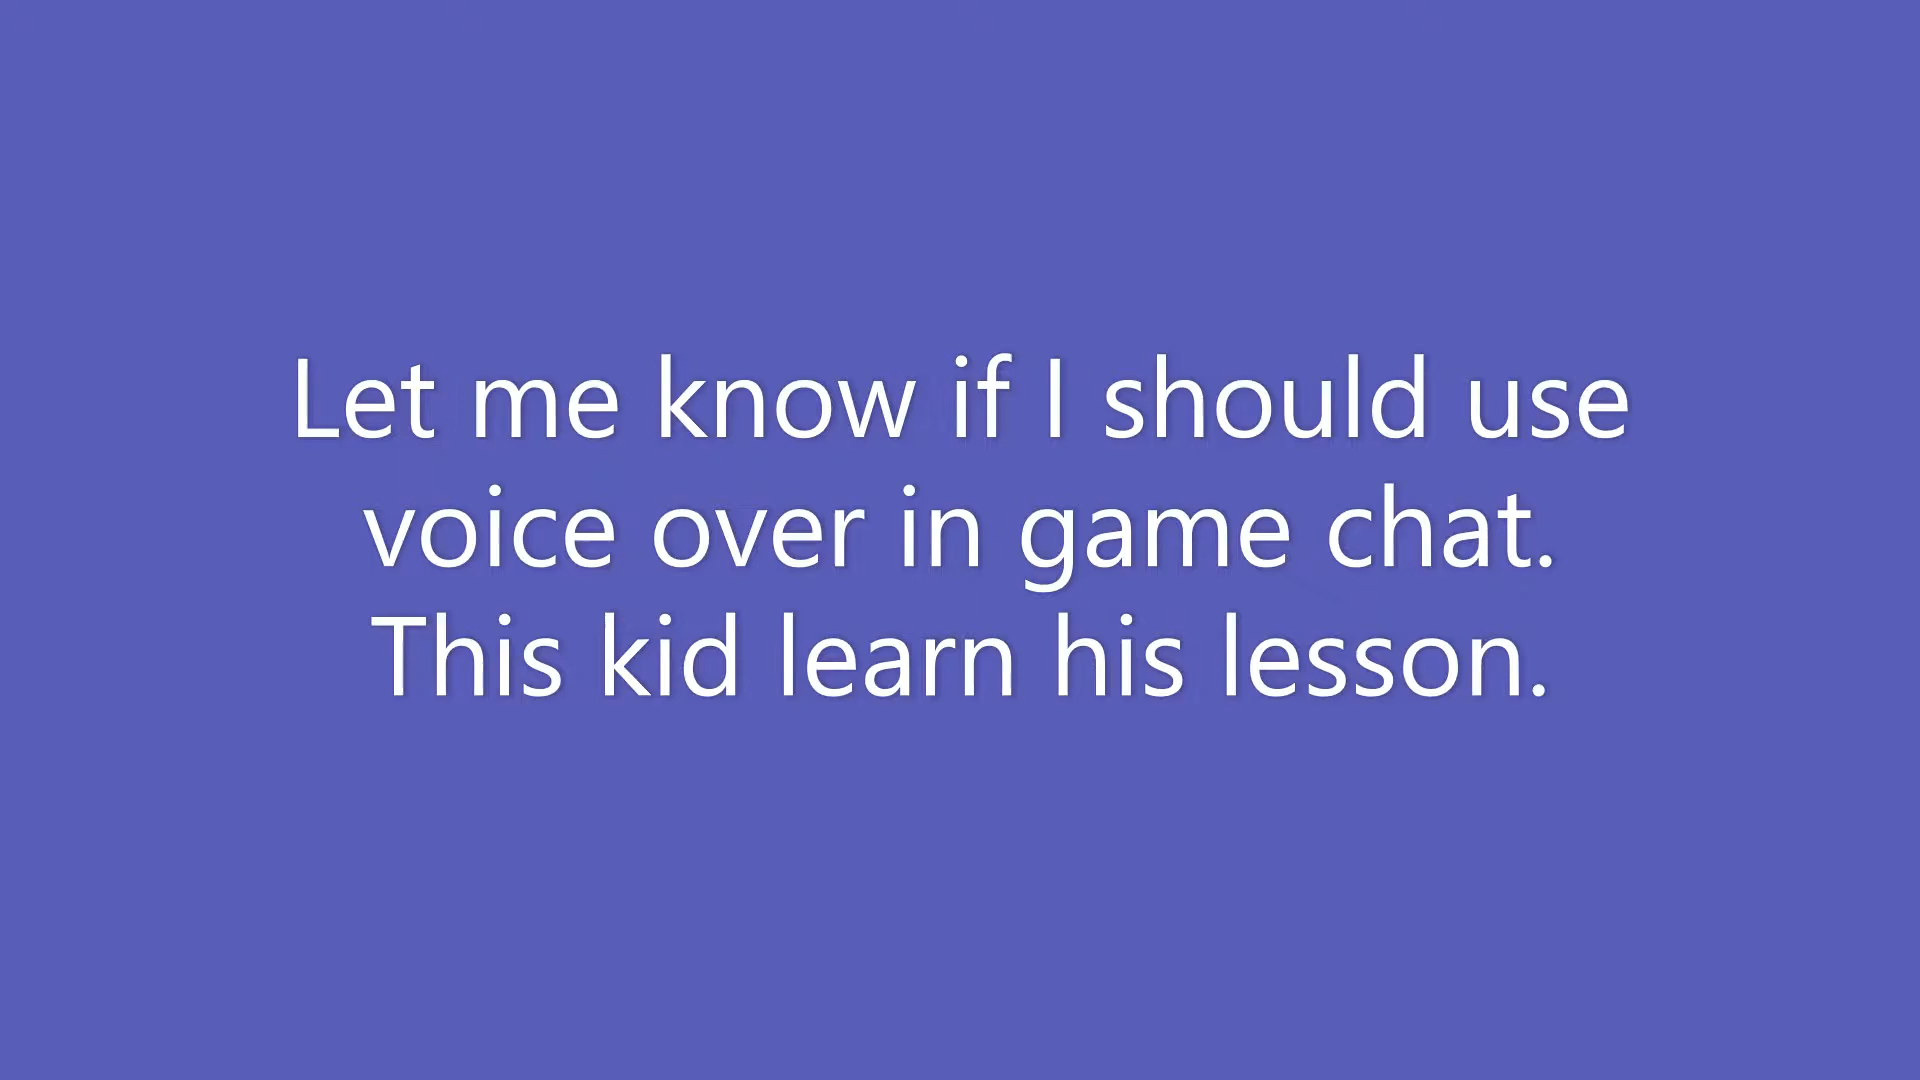 Let me know if I should use
voice over in game chat.
This kid learn his lesson.